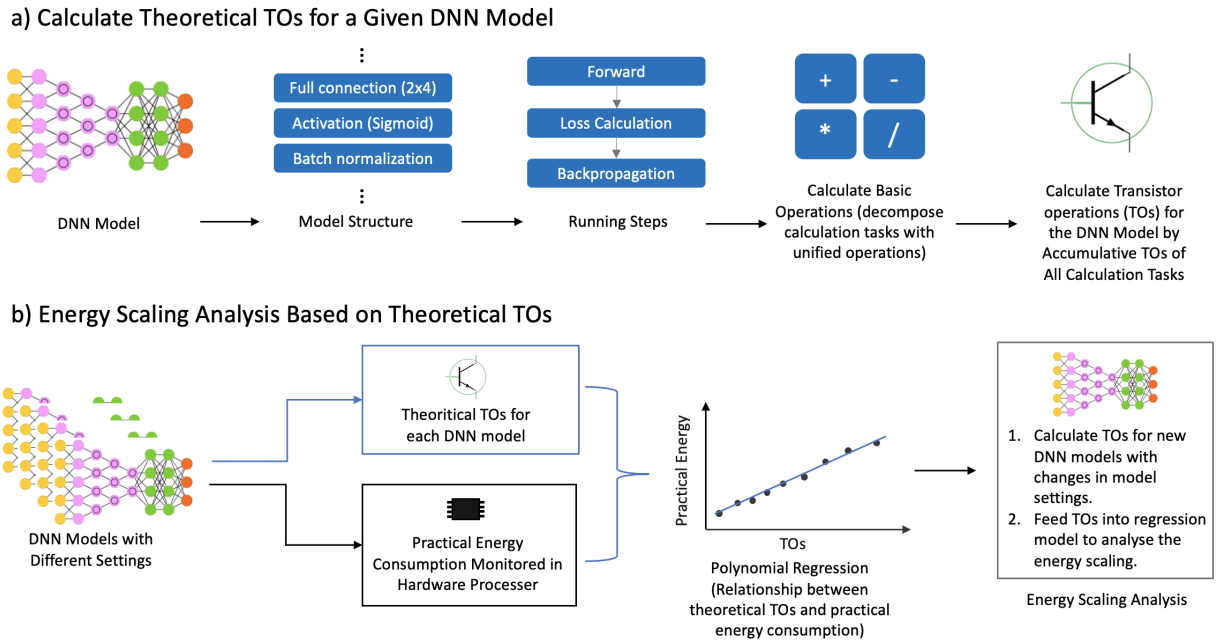 a) Calculate Theoretical TOs for a Given DNN Model
Full connection (2x4)
Activation (Sigmoid)
Batch normalization
Forward
Loss Calculation
Backpropagation
+
-
*
/
DNN Model
Model Structure
Running Steps
Calculate Basic
Operations (decompose
calculation tasks with
unified operations)
Calculate Transistor
operations (TOs) for
the DNN Model by
Accumulative TOs of
All Calculation Tasks
b) Energy Scaling Analysis Based on Theoretical TOs
DNN Models with
Different Settings
Theoritical TOs for
each DNN model
Practical Energy
Consumption Monitored in
Hardware Processer
Practical Energy
TOs
Polynomial Regression
(Relationship between
theoretical TOs and practical
energy consumption)
1. Calculate TOs for new
DNN models with
changes in model
settings.
2. Feed TOs into regression
model to analyse the
energy scaling.
Energy Scaling Analysis